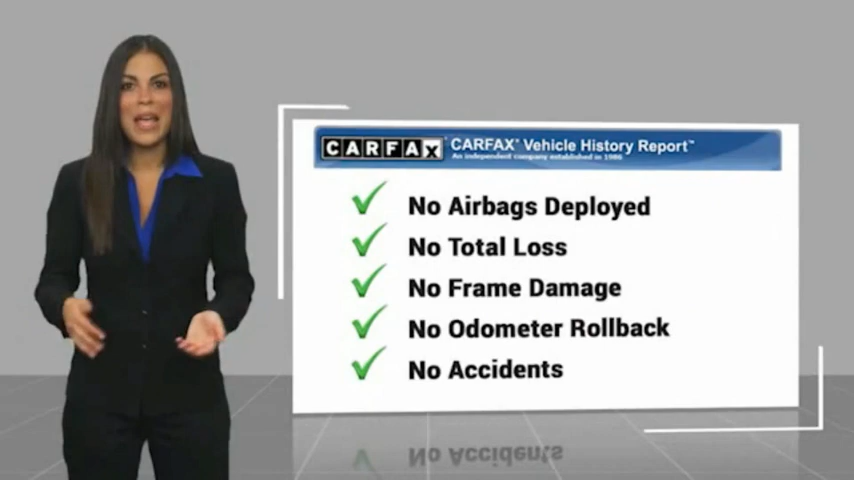 CARFAX CARFAX® Vehicle History Report™
An independent company established in 1986
No Airbags Deployed
No Total Loss
No Frame Damage
No Odometer Rollback
No Accidents
No Accidents